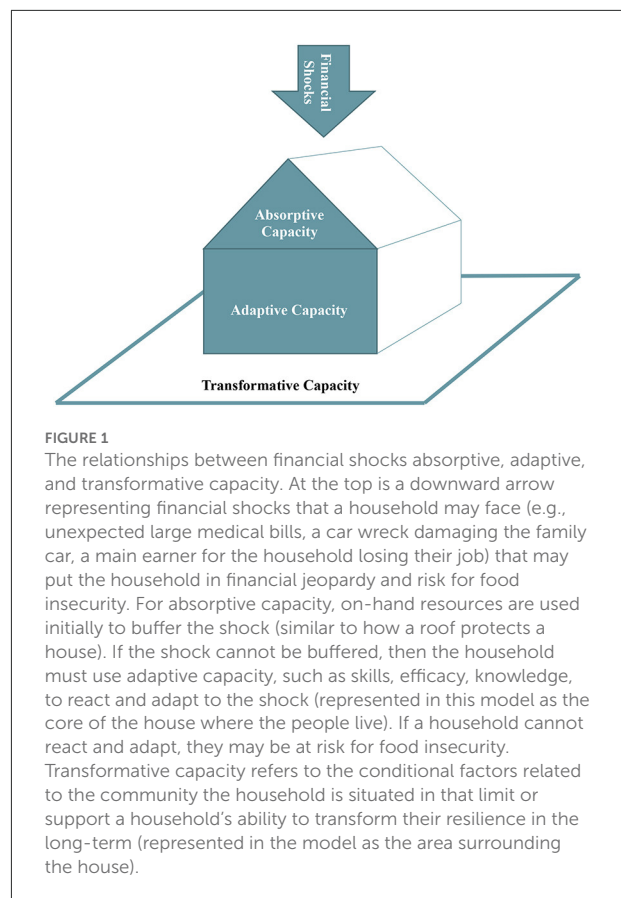 Financial
Shocks
Absorptive
Capacity
Adaptive Capacity
Transformative Capacity
FIGURE 1
The relationships between financial shocks absorptive, adaptive,
and transformative capacity. At the top is a downward arrow
representing financial shocks that a household may face (e.g.,
unexpected large medical bills, a car wreck damaging the family
car, a main earner for the household losing their job) that may
put the household in financial jeopardy and risk for food
insecurity. For absorptive capacity, on-hand resources are used
initially to buffer the shock (similar to how a roof protects a
house). If the shock cannot be buffered, then the household
must use adaptive capacity, such as skills, efficacy, knowledge,
to react and adapt to the shock (represented in this model as the
core of the house where the people live). If a household cannot
react and adapt, they may be at risk for food insecurity.
Transformative capacity refers to the conditional factors related
to the community the household is situated in that limit or
support a household's ability to transform their resilience in the
long-term (represented in the model as the area surrounding
the house).